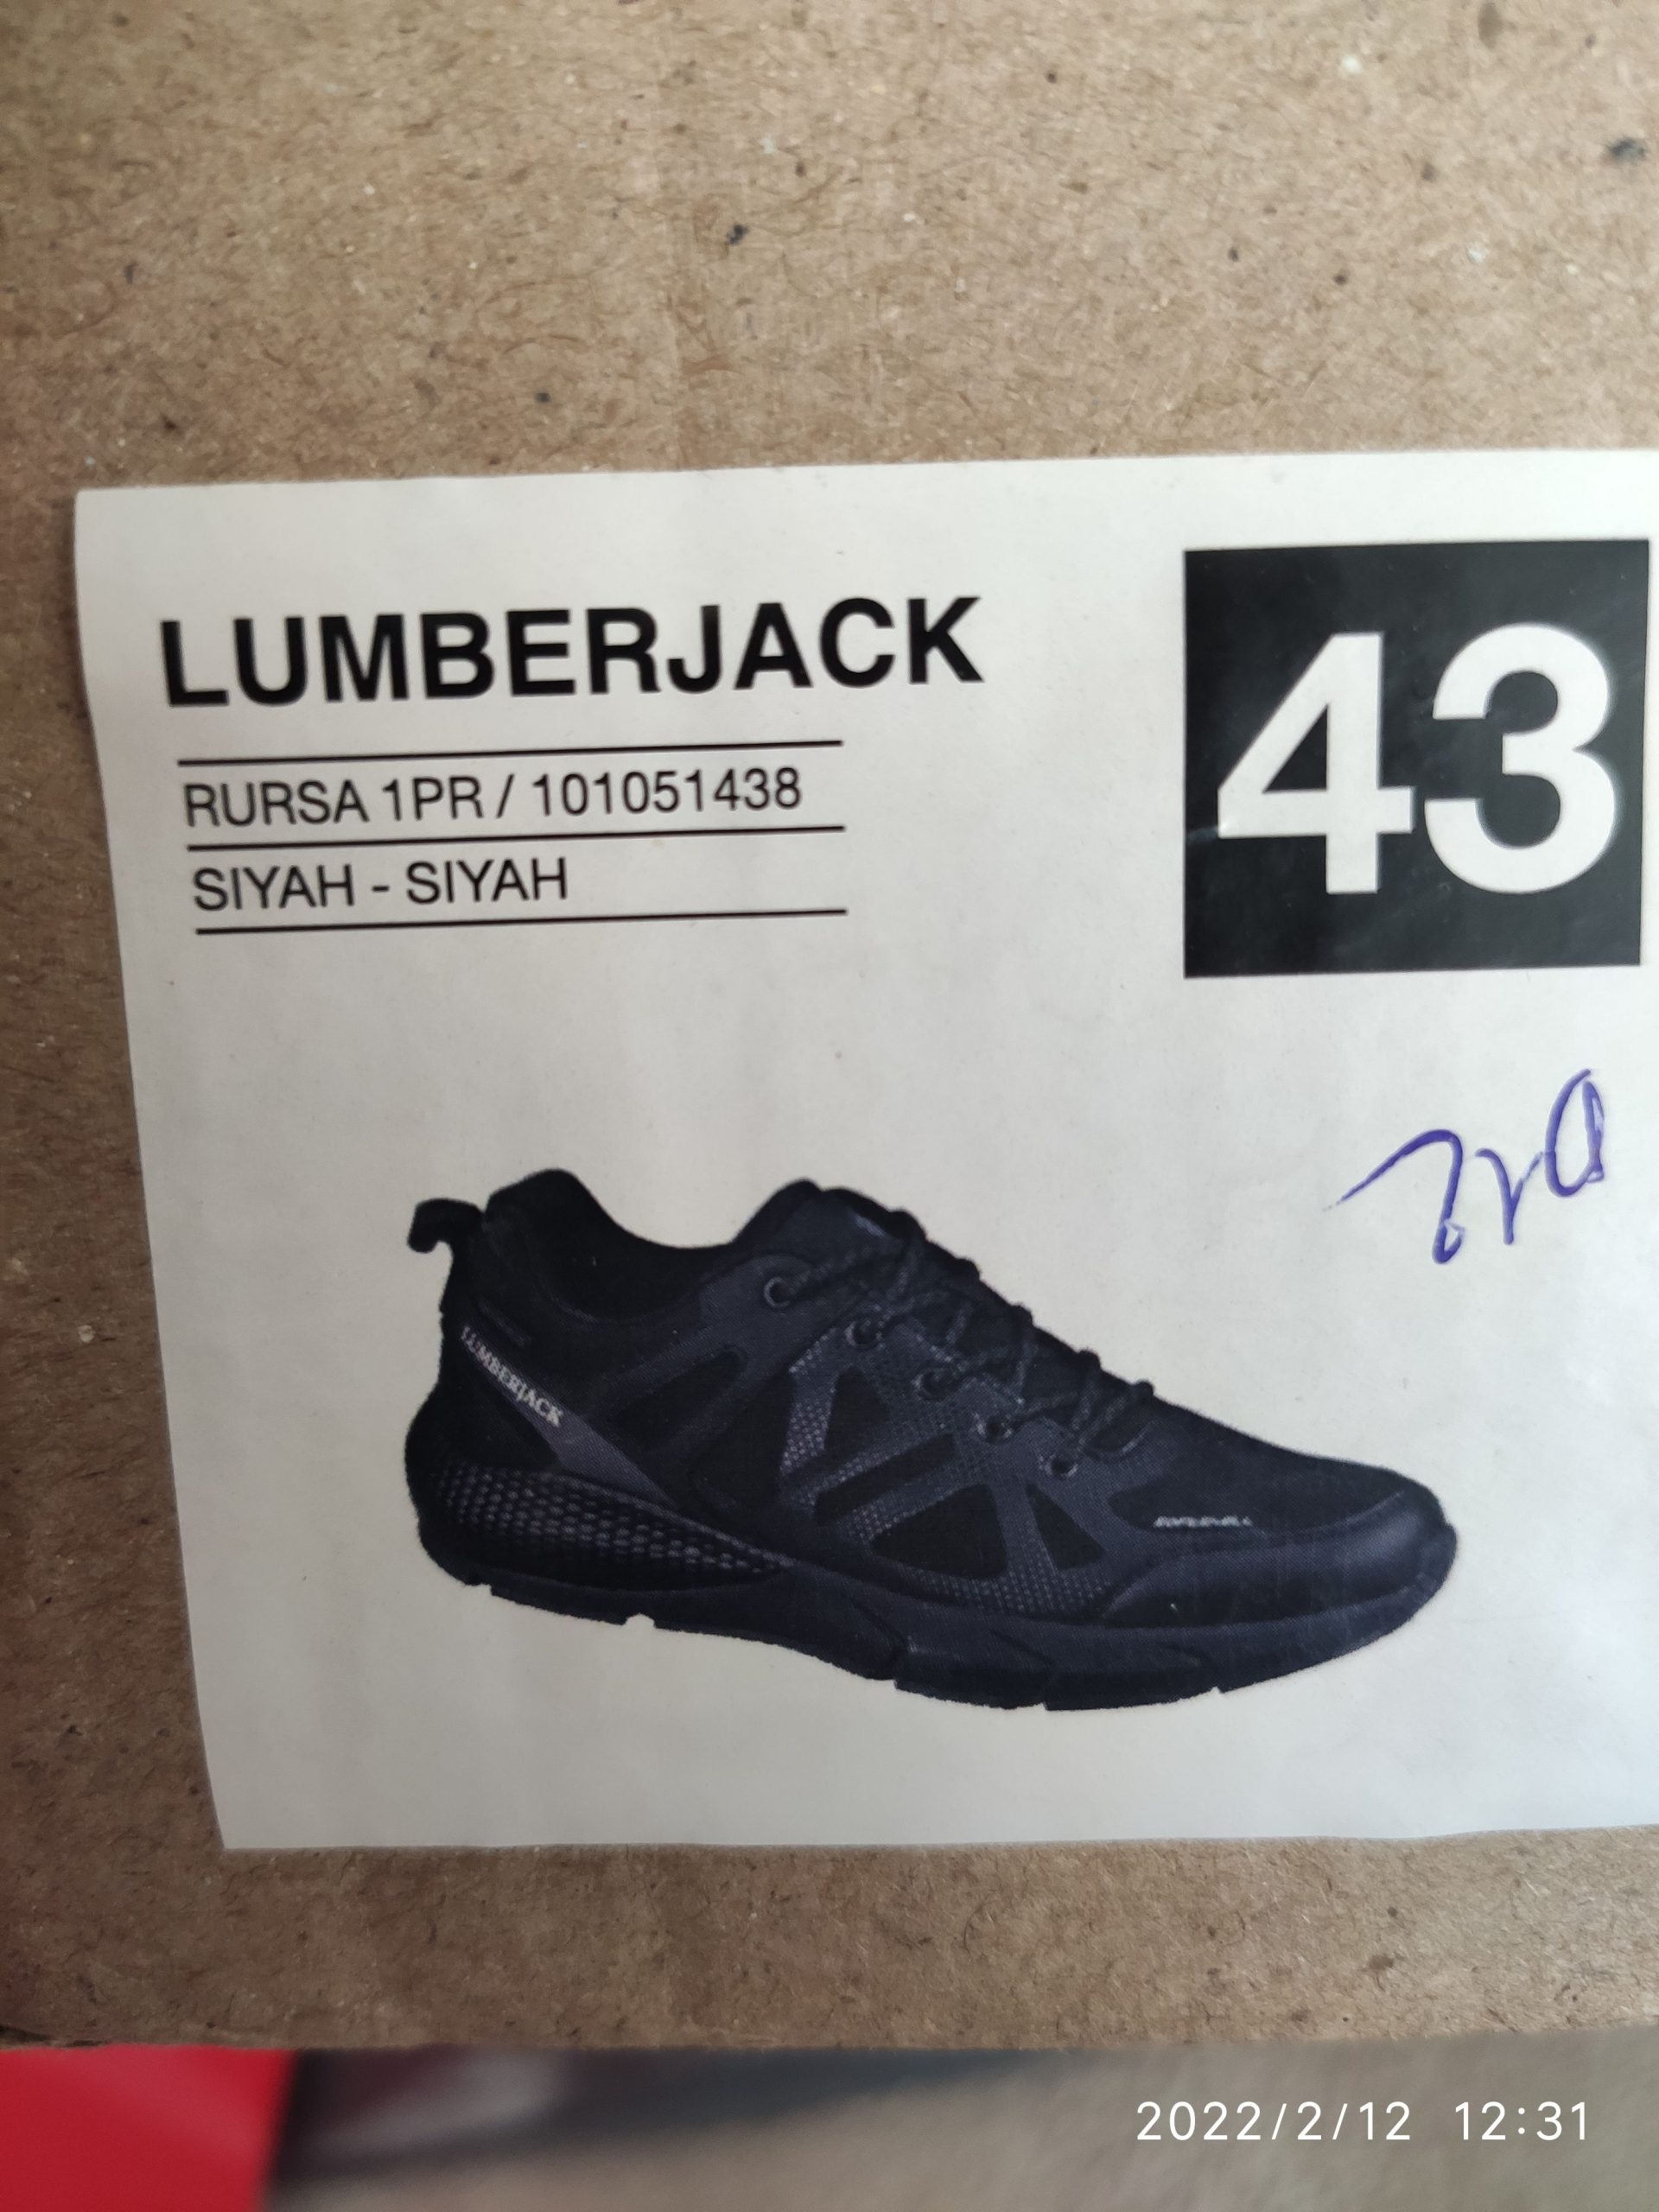 LUMBERJACK
43
RURSA 1PR / 101051438
SIYAH - SIYAH
LUMBERJACK
2022/2/12 12:31